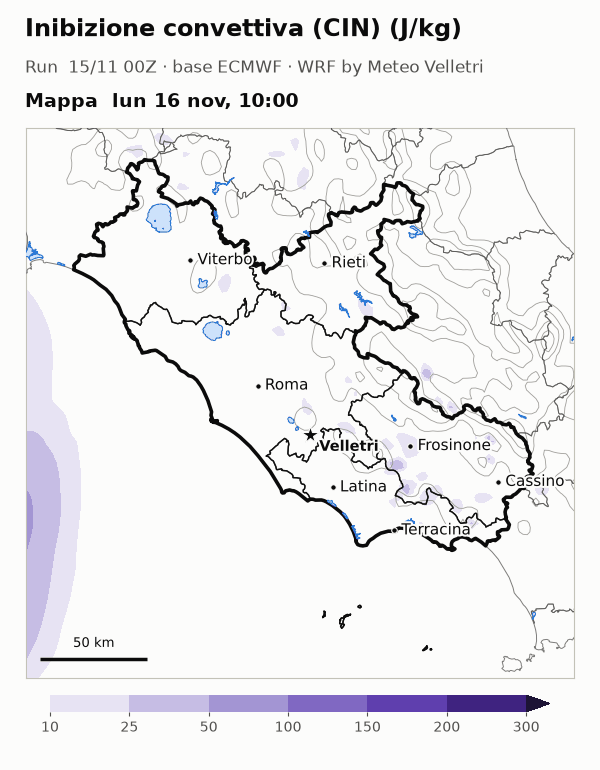 Inibizione convettiva (CIN) (J/kg)
Run 15/11 00Z · base ECMWF · WRF by Meteo Velletri
Mappa lun 16 nov, 10:00
Viterbo
Rieti
Roma
Velletri
Frosinone
Latina
Cassino
Terracina
50 km
10 25 50 100 150 200 300